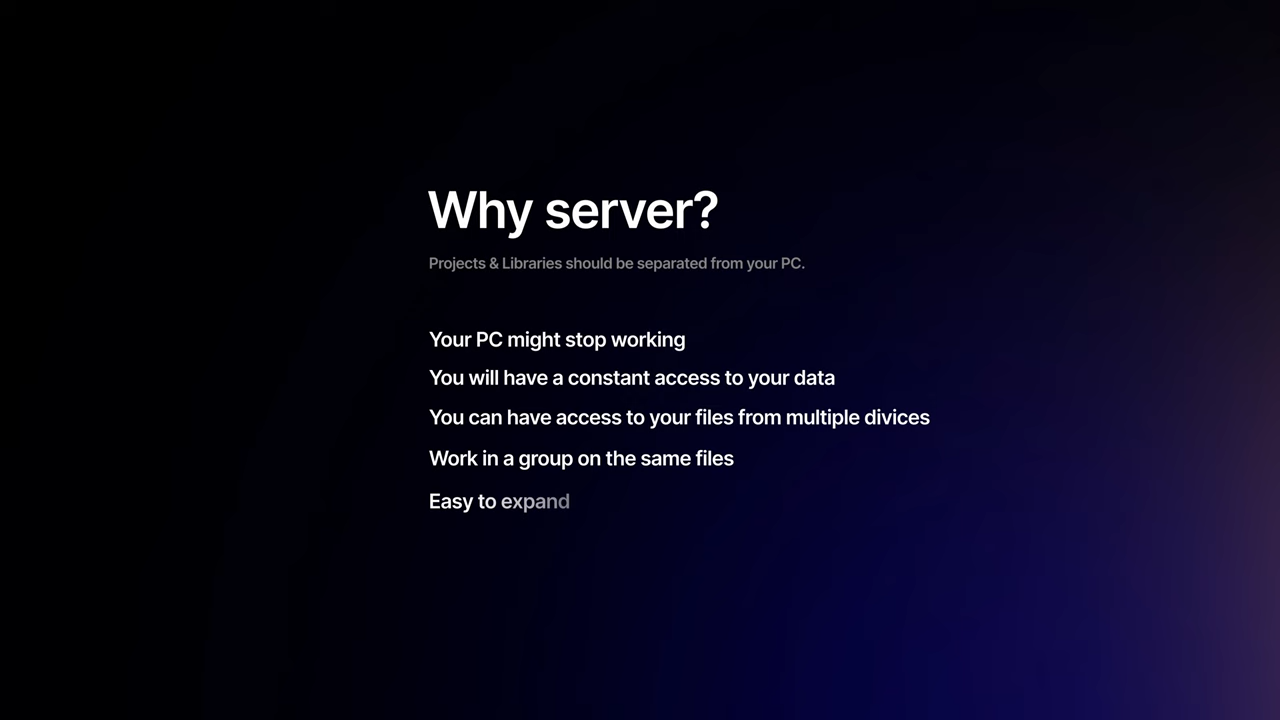 Why server?
Projects & Libraries should be separated from your PC.
Your PC might stop working
You will have a constant access to your data
You can have access to your files from multiple divices
Work in a group on the same files
Easy to expand